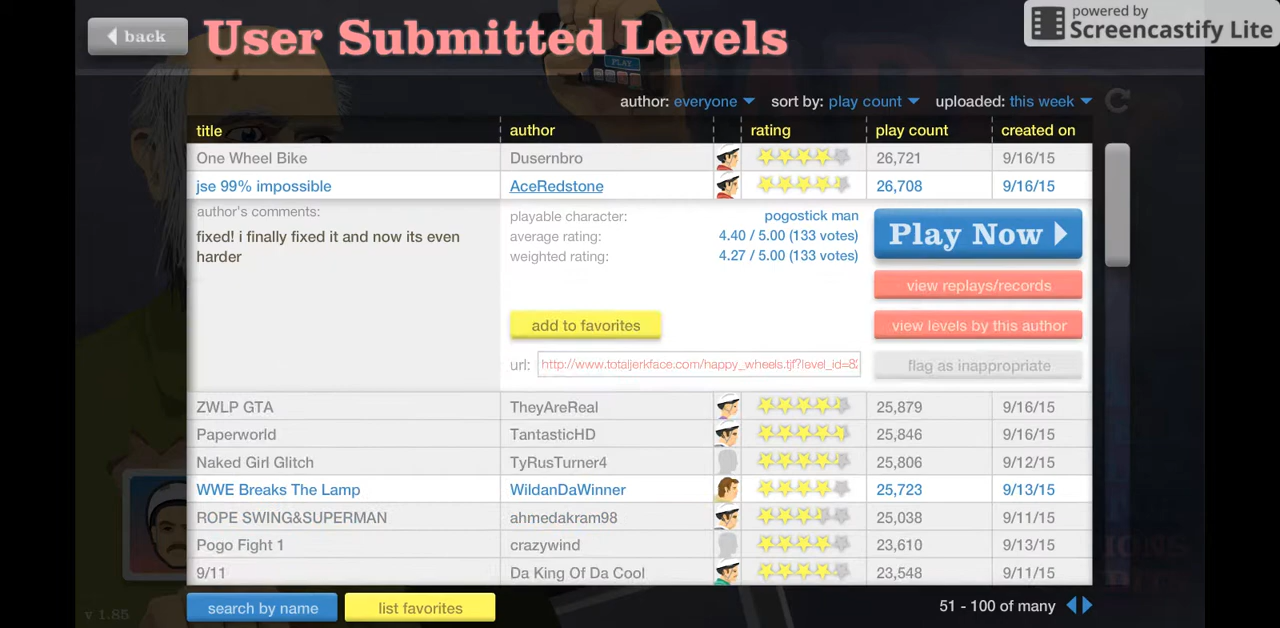 back
User Submitted Levels
powered by
Screencastify Lite
PLAY
author: everyone sort by: play count uploaded: this week
title author rating play count created on
One Wheel Bike Dusernbro 26,721 9/16/15
jse 99% impossible AceRedstone 26,708 9/16/15
author's comments:
fixed! i finally fixed it and now its even
harder
playable character: pogostick man
average rating: 4.40 / 5.00 (133 votes)
weighted rating: 4.27 / 5.00 (133 votes)
Play Now
view replays/records
add to favorites
view levels by this author
url: http://www.totaljerkface.com/happy_wheels.tjf?level_id=8
flag as inappropriate
ZWLP GTA TheyAreReal 25,879 9/16/15
Paperworld TantasticHD 25,846 9/16/15
Naked Girl Glitch TyRusTurner4 25,806 9/12/15
WWE Breaks The Lamp WildanDaWinner 25,723 9/13/15
ROPE SWING&SUPERMAN ahmedakram98 25,038 9/11/15
Pogo Fight 1 crazywind 23,610 9/13/15
9/11 Da King Of Da Cool 23,548 9/11/15
search by name
list favorites
51 - 100 of many
v 1.85